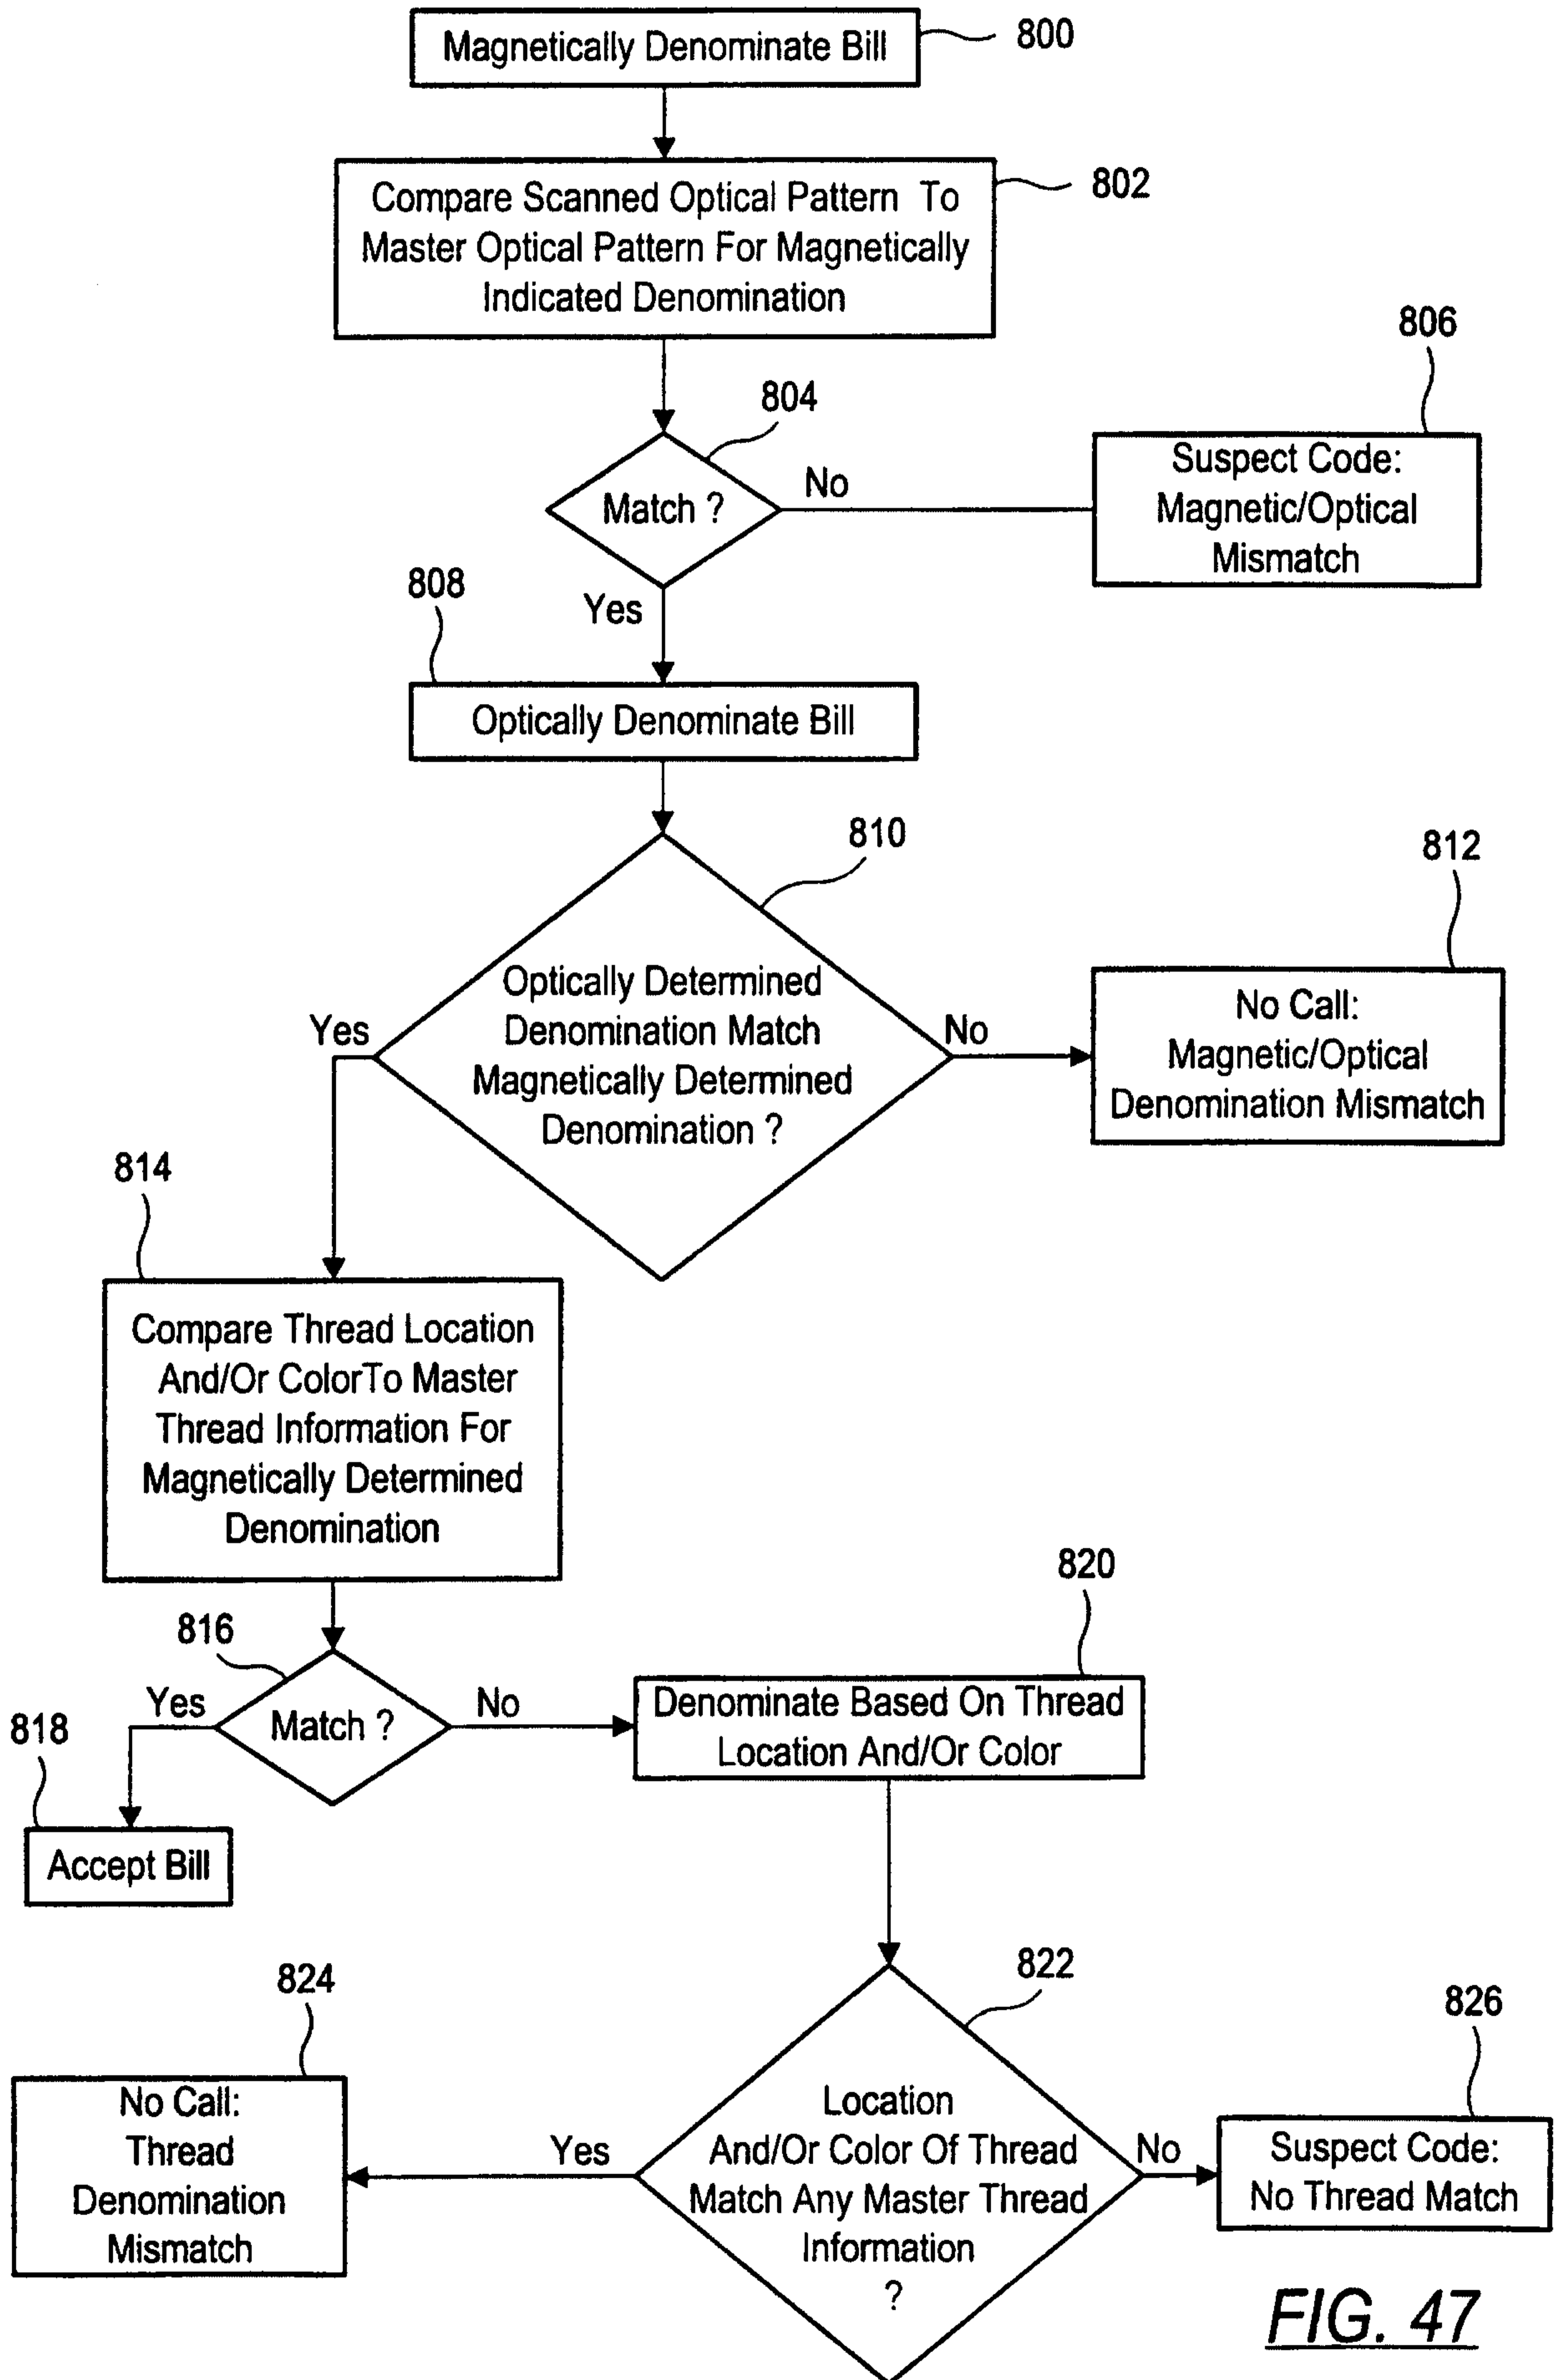 Magnetically Denominate Bill
800
Compare Scanned Optical Pattern To
Master Optical Pattern For Magnetically
Indicated Denomination
802
804
Match ?
No
806
Suspect Code:
Magnetic/Optical
Mismatch
Yes
808
Optically Denominate Bill
810
Optically Determined
Denomination Match
Magnetically Determined
Denomination ?
Yes
No
812
No Call:
Magnetic/Optical
Denomination Mismatch
814
Compare Thread Location
And/Or ColorTo Master
Thread Information For
Magnetically Determined
Denomination
816
Match ?
Yes
No
818
Accept Bill
820
Denominate Based On Thread
Location And/Or Color
822
Location
And/Or Color Of Thread
Match Any Master Thread
Information
?
Yes
No
824
No Call:
Thread
Denomination
Mismatch
826
Suspect Code:
No Thread Match
FIG. 47